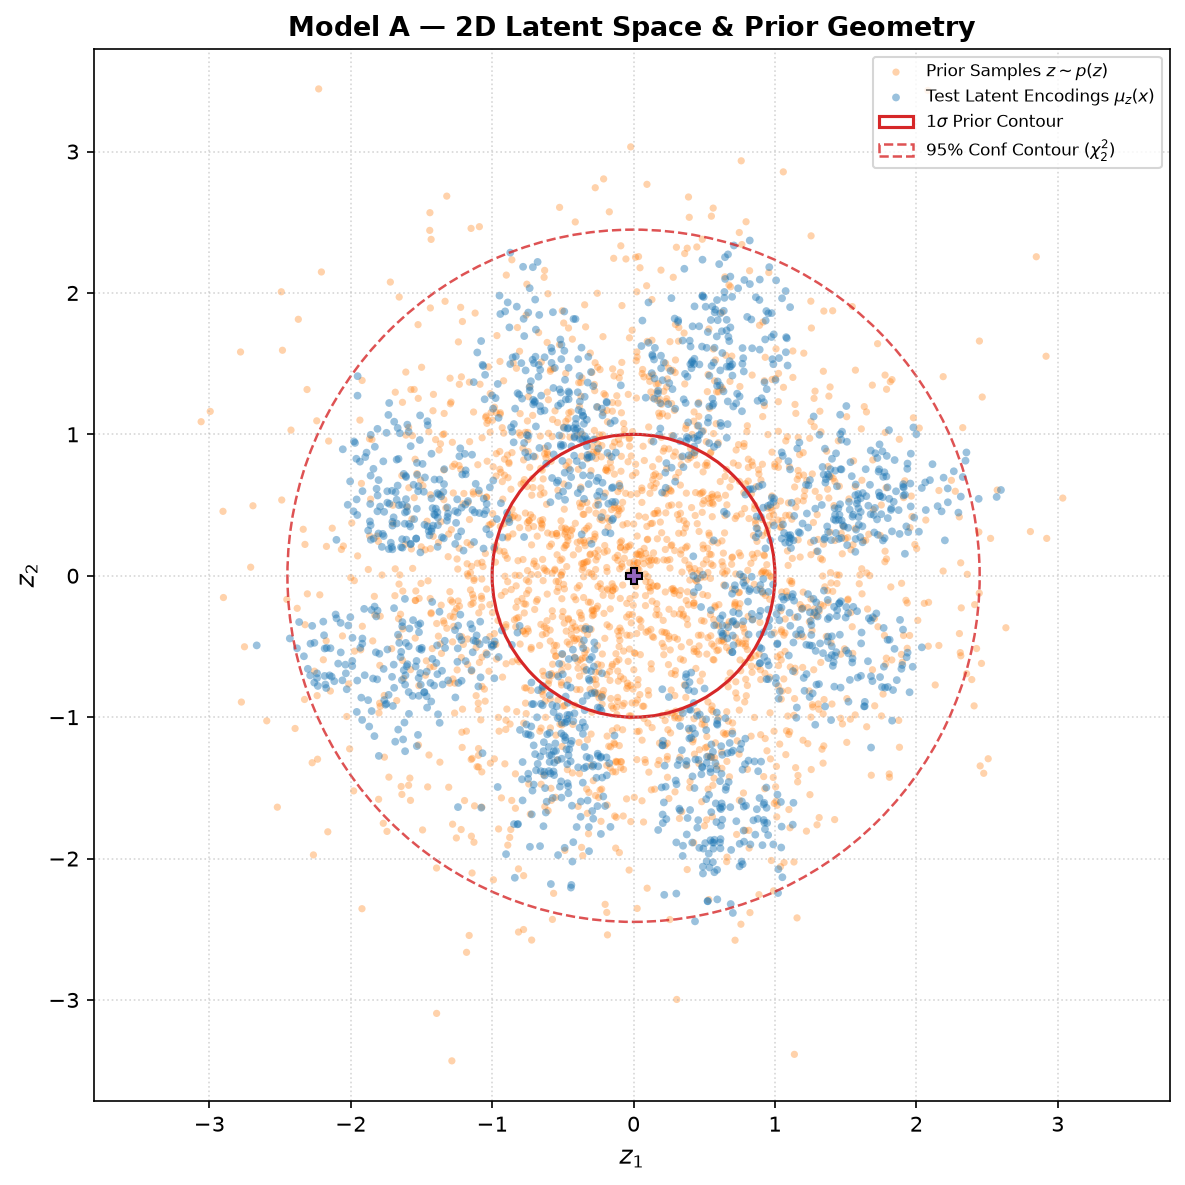 Model A — 2D Latent Space & Prior Geometry
Prior Samples z ~ p(z)
Test Latent Encodings μ_z(x)
1σ Prior Contour
95% Conf Contour (χ₂²)
z₂
3
2
1
0
−1
−2
−3
−3 −2 −1 0 1 2 3
z₁